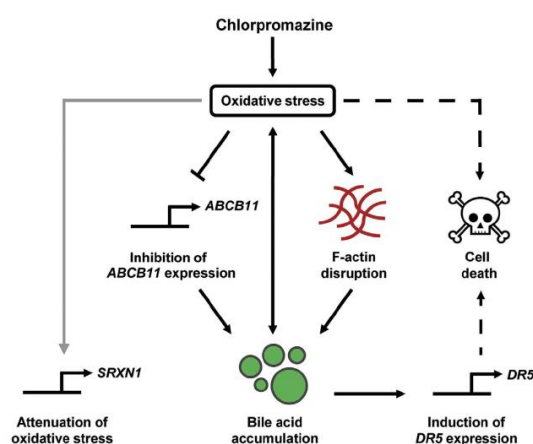 Chlorpromazine
Oxidative stress
ABCB11
Inhibition of
ABCB11 expression
F-actin
disruption
Cell
death
SRXN1
DR5
Attenuation of
oxidative stress
Bile acid
accumulation
Induction of
DR5 expression